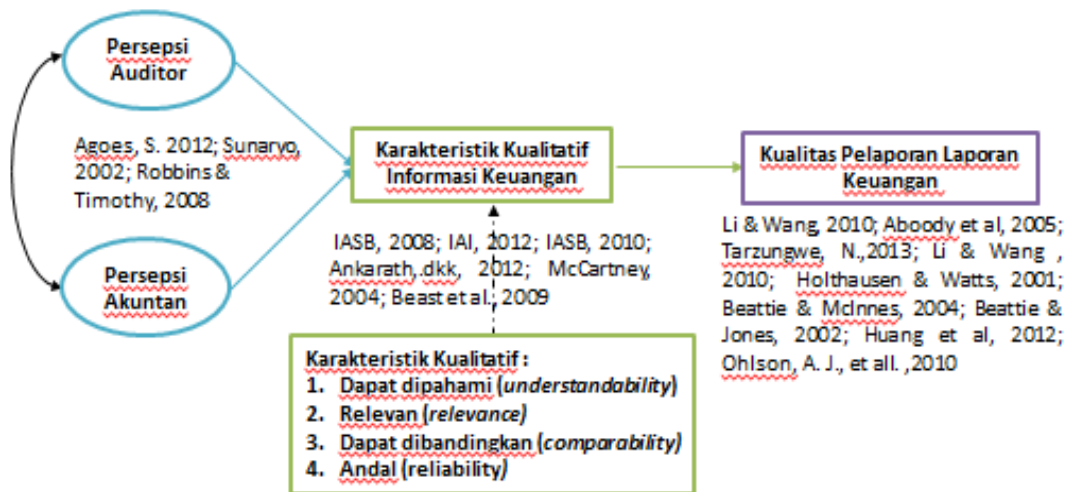 Persepsi
Auditor
Agoes, S. 2012; Sunaryo,
2002; Robbins &
Timothy, 2008
Persepsi
Akuntan
Karakteristik Kualitatif
Informasi Keuangan
IASB, 2008; IAI, 2012; IASB, 2010;
Ankarath,.dkk, 2012; McCartney,
2004; Beast et al., 2009
Karakteristik Kualitatif :
1. Dapat dipahami (understandability)
2. Relevan (relevance)
3. Dapat dibandingkan (comparability)
4. Andal (reliability)
Kualitas Pelaporan Laporan
Keuangan
Li & Wang, 2010; Aboody et al, 2005;
Tarzungwe, N.,2013; Li & Wang ,
2010; Holthausen & Watts, 2001;
Beattie & McInnes, 2004; Beattie &
Jones, 2002; Huang et al, 2012;
Ohlson, A. J., et all. ,2010